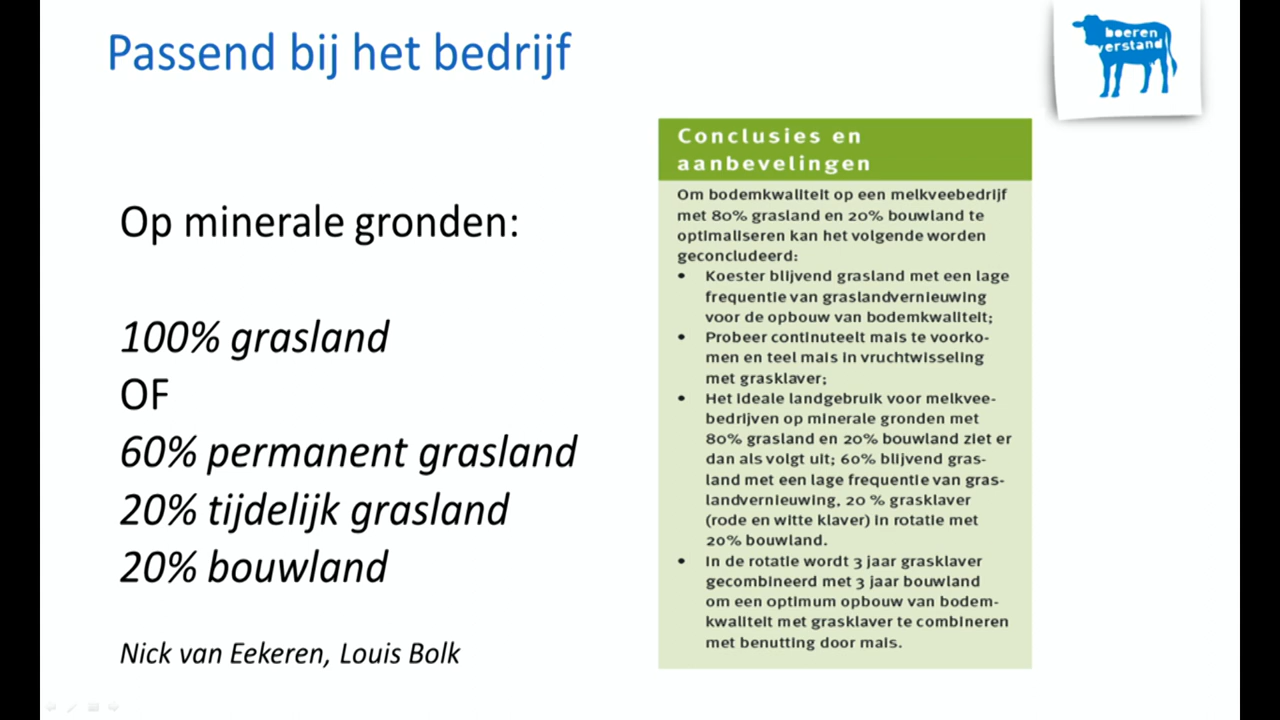 Passend bij het bedrijf
boeren
verstand
Op minerale gronden:
100% grasland
OF
60% permanent grasland
20% tijdelijk grasland
20% bouwland
Nick van Eekeren, Louis Bolk
Conclusies en
aanbevelingen
Om bodemkwaliteit op een melkveebedrijf
met 80% grasland en 20% bouwland te
optimaliseren kan het volgende worden
geconcludeerd:
• Koester blijvend grasland met een lage
frequentie van graslandvernieuwing
voor de opbouw van bodemkwaliteit;
• Probeer continuteelt mais te voorko-
men en teel mais in vruchtwisseling
met grasklaver;
• Het ideale landgebruik voor melkvee-
bedrijven op minerale gronden met
80% grasland en 20% bouwland ziet er
dan als volgt uit; 60% blijvend gras-
land met een lage frequentie van gras-
landvernieuwing, 20 % grasklaver
(rode en witte klaver) in rotatie met
20% bouwland.
• In de rotatie wordt 3 jaar grasklaver
gecombineerd met 3 jaar bouwland
om een optimum opbouw van bodem-
kwaliteit met grasklaver te combineren
met benutting door mais.